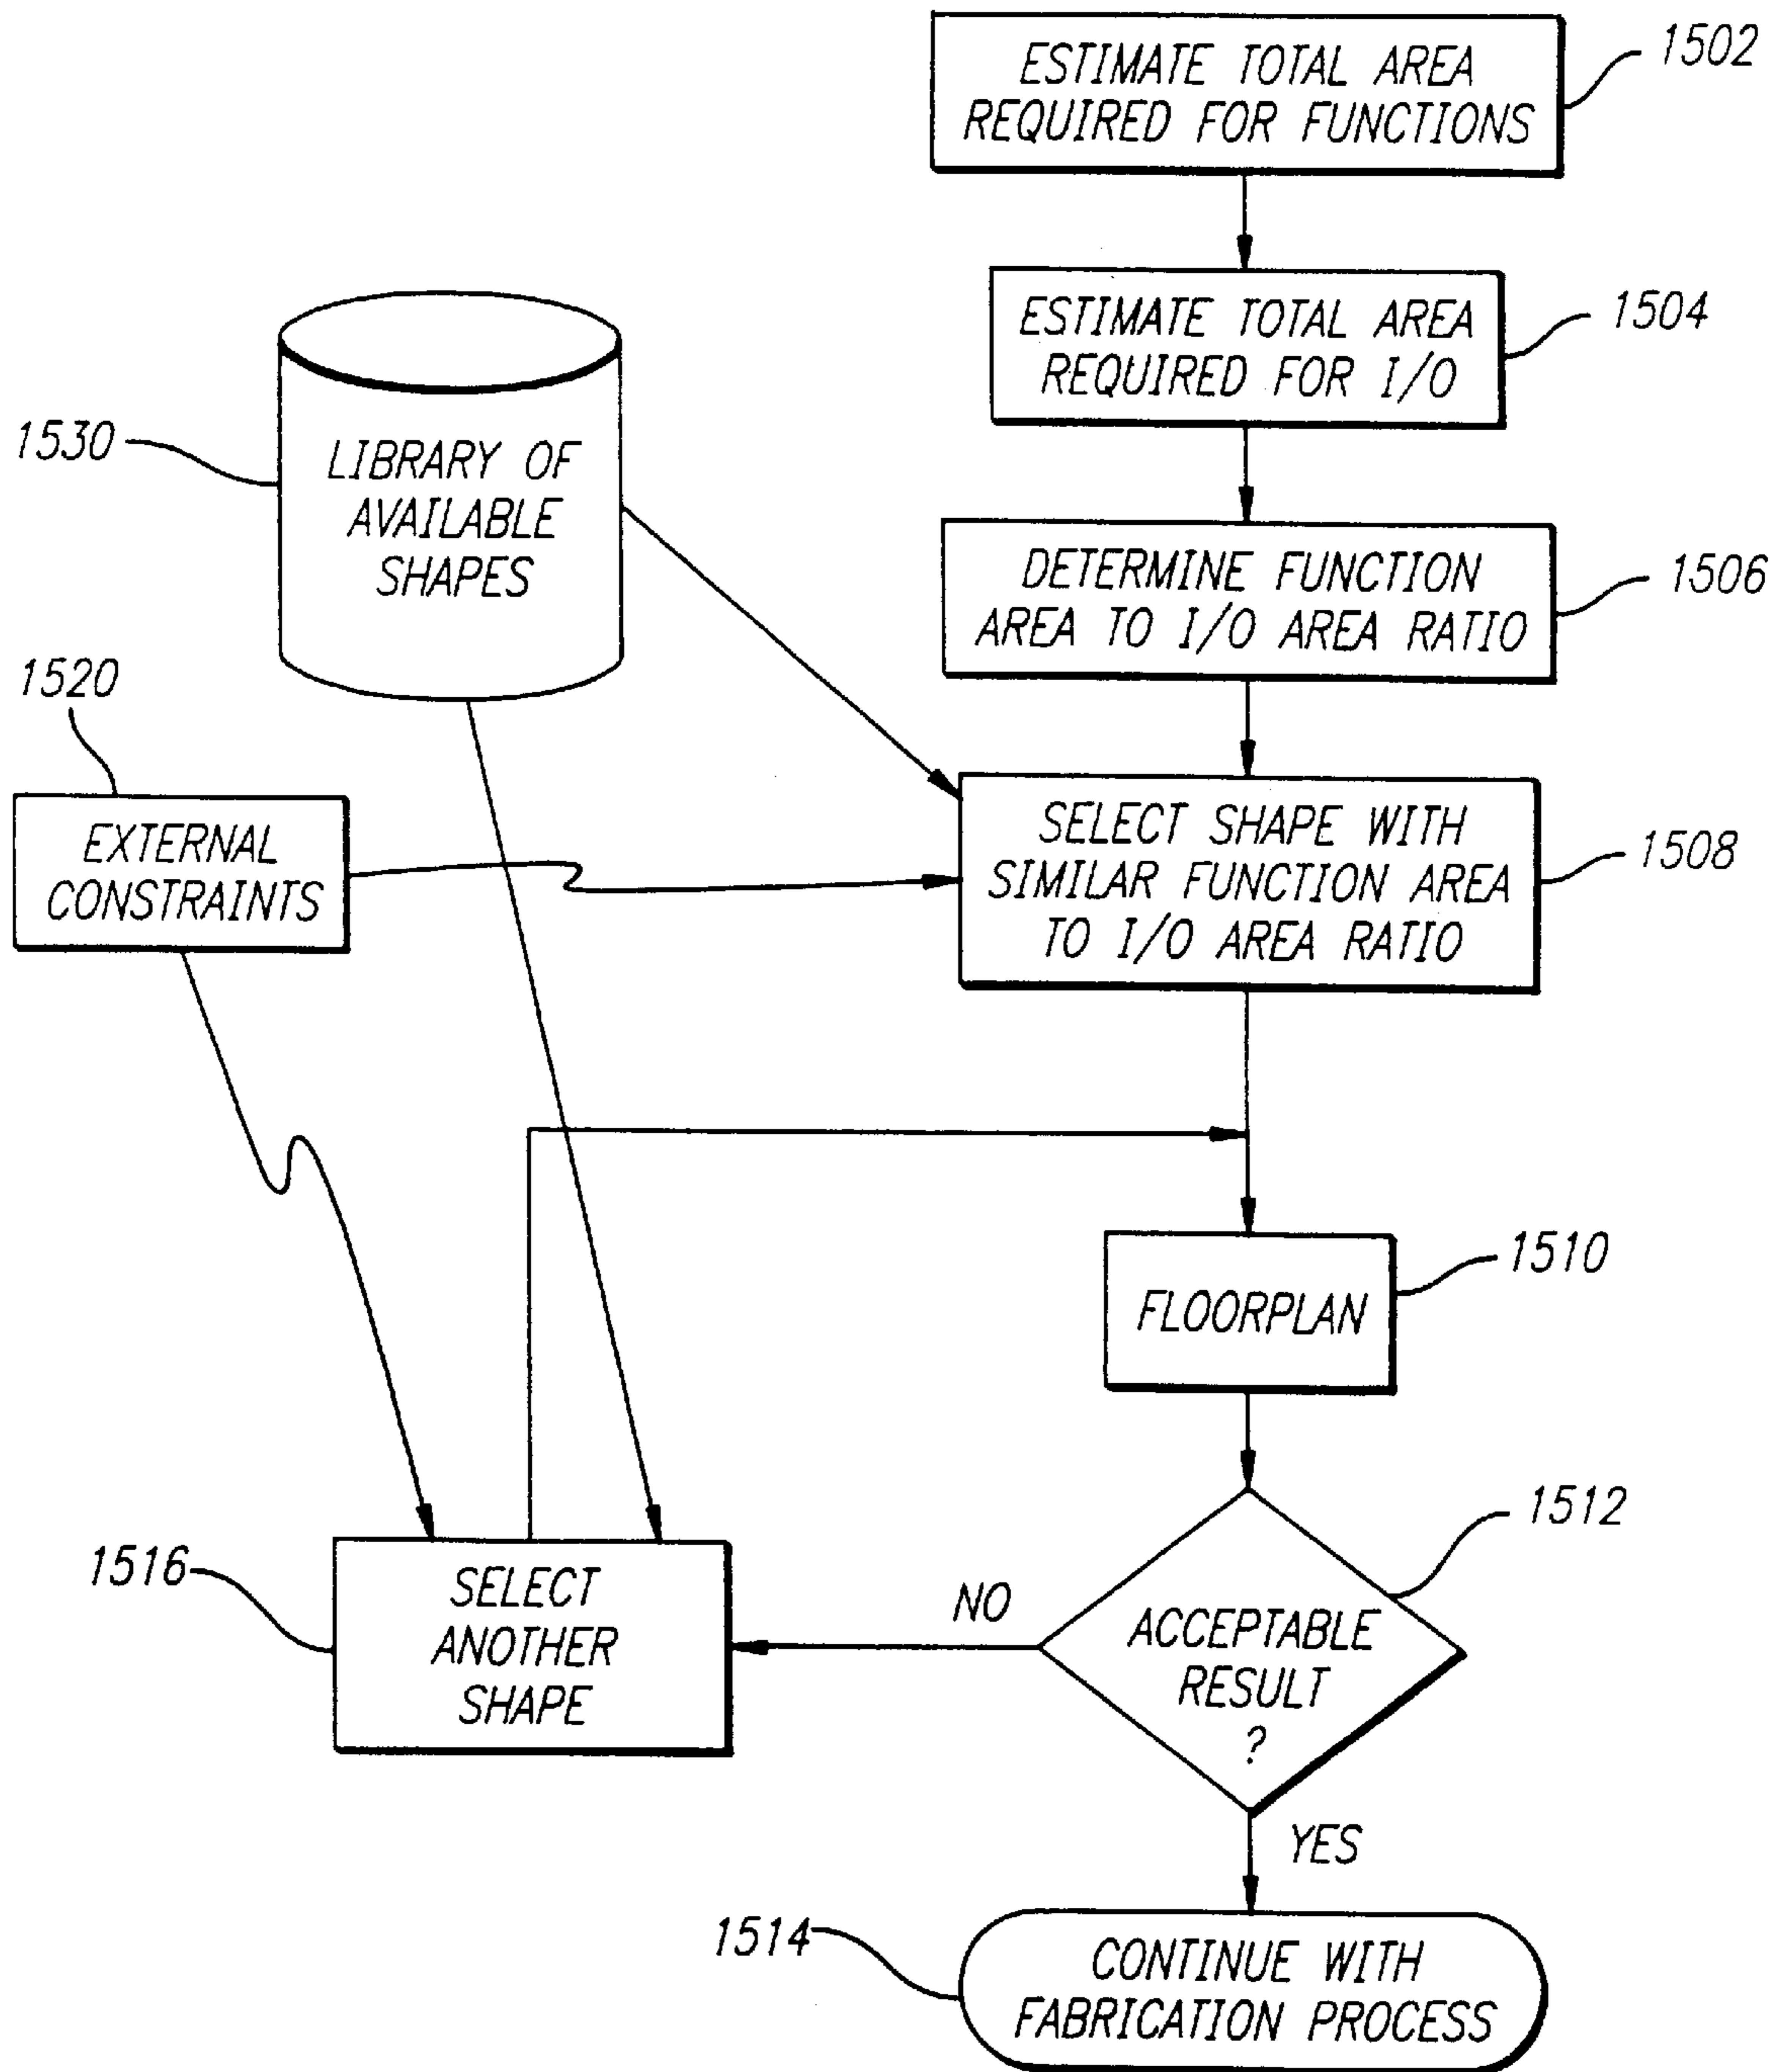 ESTIMATE TOTAL AREA
REQUIRED FOR FUNCTIONS
1502
ESTIMATE TOTAL AREA
REQUIRED FOR I/O
1504
1530
LIBRARY OF
AVAILABLE
SHAPES
DETERMINE FUNCTION
AREA TO I/O AREA RATIO
1506
1520
EXTERNAL
CONSTRAINTS
SELECT SHAPE WITH
SIMILAR FUNCTION AREA
TO I/O AREA RATIO
1508
FLOORPLAN
1510
1512
ACCEPTABLE
RESULT
?
NO
1516
SELECT
ANOTHER
SHAPE
YES
1514
CONTINUE WITH
FABRICATION PROCESS